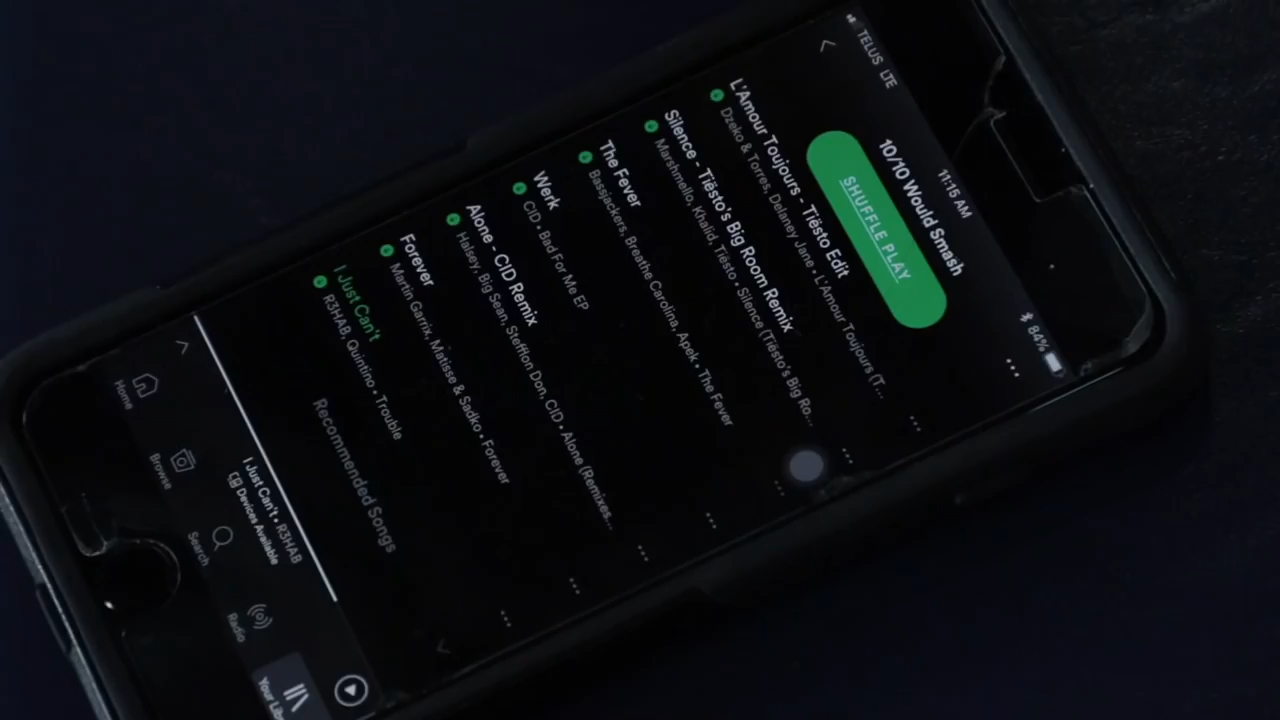 TELUS LTE
11:15 AM
84%
10/10 Would Smash
SHUFFLE PLAY
L'Amour Toujours - Tiësto Edit
Dzeko & Torres, Delaney Jane • L'Amour Toujours (T...
Silence - Tiësto's Big Room Remix
Marshmello, Khalid, Tiësto • Silence (Tiësto's Big Ro...
The Fever
Bassjackers, Breathe Carolina, Apek • The Fever
Werk
CID • Bad For Me EP
Alone - CID Remix
Halsey, Big Sean, Stefflon Don, CID • Alone (Remixes...
Forever
Martin Garrix, Matisse & Sadko • Forever
I Just Can't
R3HAB, Quintino • Trouble
Recommended Songs
I Just Can't • R3HAB
Devices Available
Home
Browse
Search
Radio
Your Lib